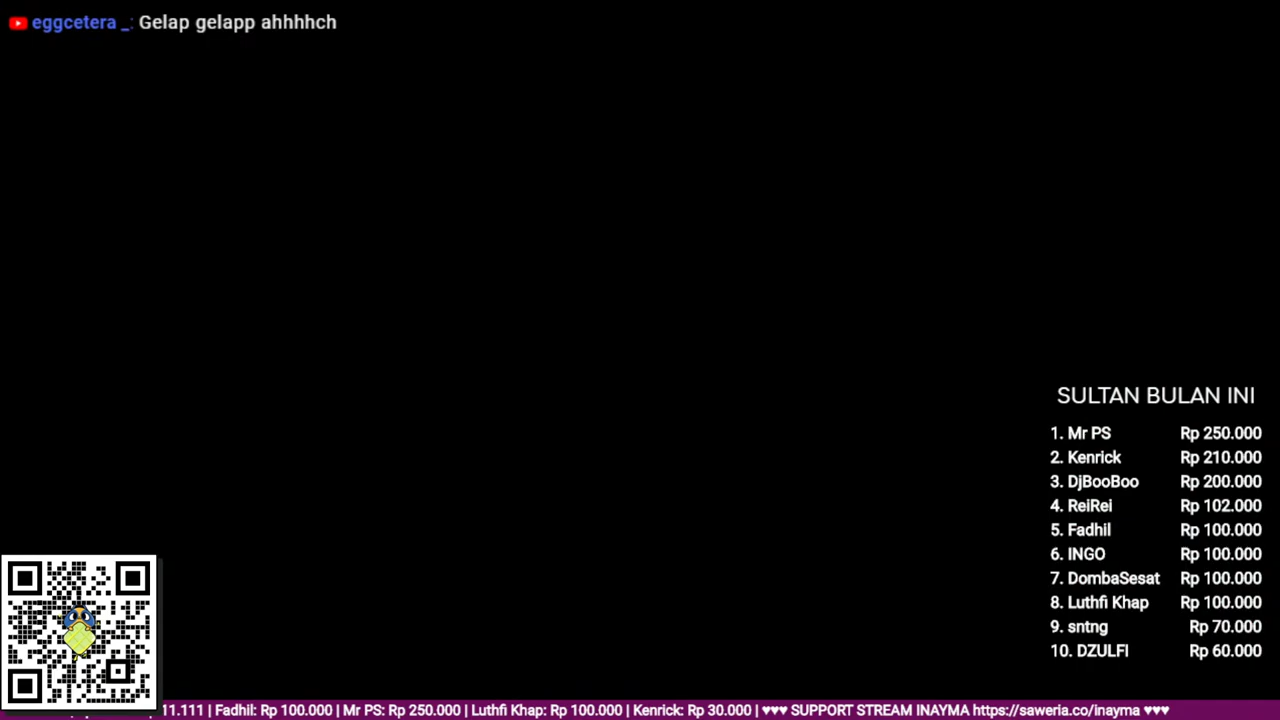 eggcetera _: Gelap gelapp ahhhhch
SULTAN BULAN INI
1. Mr PS Rp 250.000
2. Kenrick Rp 210.000
3. DjBooBoo Rp 200.000
4. ReiRei Rp 102.000
5. Fadhil Rp 100.000
6. INGO Rp 100.000
7. DombaSesat Rp 100.000
8. Luthfi Khap Rp 100.000
9. sntng Rp 70.000
10. DZULFI Rp 60.000
11.111 | Fadhil: Rp 100.000 | Mr PS: Rp 250.000 | Luthfi Khap: Rp 100.000 | Kenrick: Rp 30.000 | ♥♥♥ SUPPORT STREAM INAYMA https://saweria.co/inayma ♥♥♥